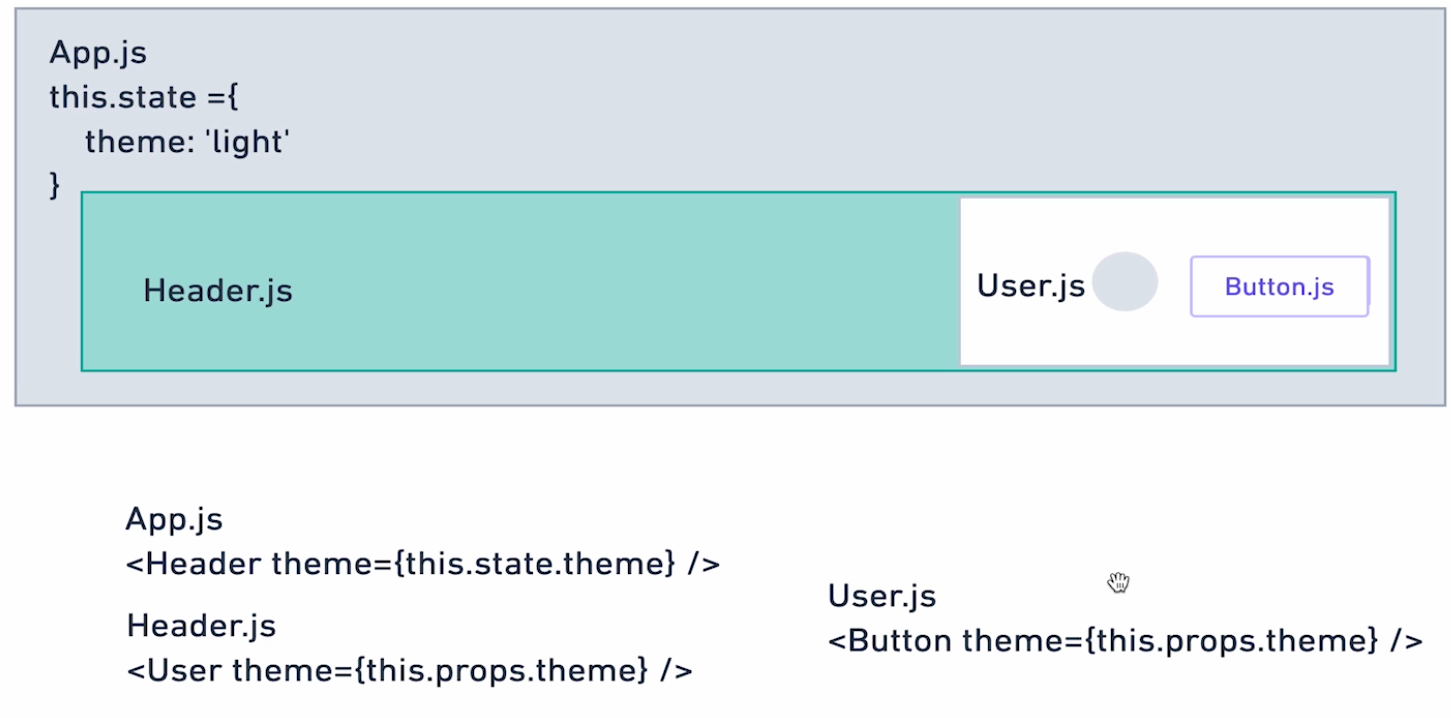 App.js
this.state ={
theme: 'light'
}
Header.js
User.js
Button.js
App.js
<Header theme={this.state.theme} />
Header.js
<User theme={this.props.theme} />
User.js
<Button theme={this.props.theme} />